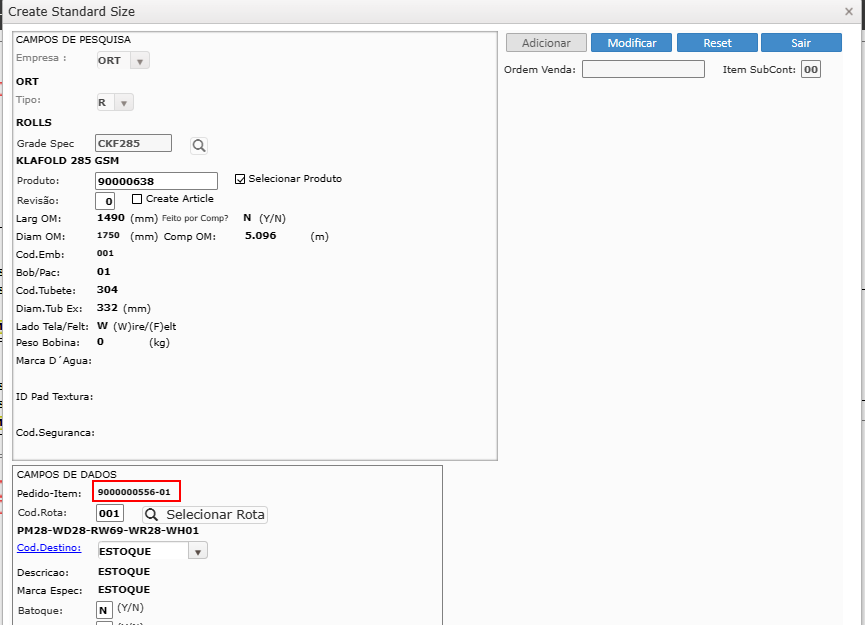 Create Standard Size ×
CAMPOS DE PESQUISA
Adicionar Modificar Reset Sair
Empresa : ORT
Ordem Venda: Item SubCont: 00
ORT
Tipo: R
ROLLS
Grade Spec CKF285
KLAFOLD 285 GSM
Produto: 90000638 Selecionar Produto
Revisão: 0 Create Article
Larg OM: 1490 (mm) Feito por Comp? N (Y/N)
Diam OM: 1750 (mm) Comp OM: 5.096 (m)
Cod.Emb: 001
Bob/Pac: 01
Cod.Tubete: 304
Diam.Tub Ex: 332 (mm)
Lado Tela/Felt: W (W)ire/(F)elt
Peso Bobina: 0 (kg)
Marca D´Agua:
ID Pad Textura:
Cod.Seguranca:
CAMPOS DE DADOS
Pedido-Item: 9000000556-01
Cod.Rota: 001 Selecionar Rota
PM28-WD28-RW69-WR28-WH01
Cod.Destino: ESTOQUE
Descricao: ESTOQUE
Marca Espec: ESTOQUE
Batoque: N (Y/N)